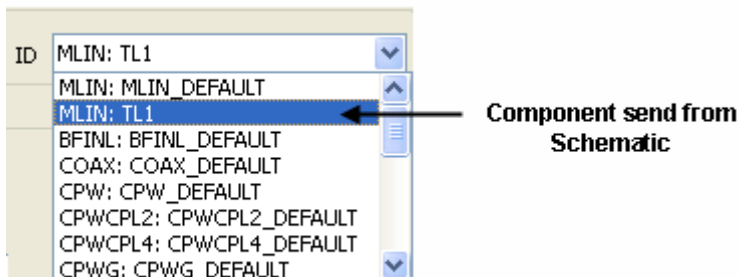 ID MLIN: TL1
MLIN: MLIN_DEFAULT
MLIN: TL1
BFINL: BFINL_DEFAULT
COAX: COAX_DEFAULT
CPW: CPW_DEFAULT
CPWCPL2: CPWCPL2_DEFAULT
CPWCPL4: CPWCPL4_DEFAULT
CPWG: CPWG_DEFAULT
Component send from
Schematic